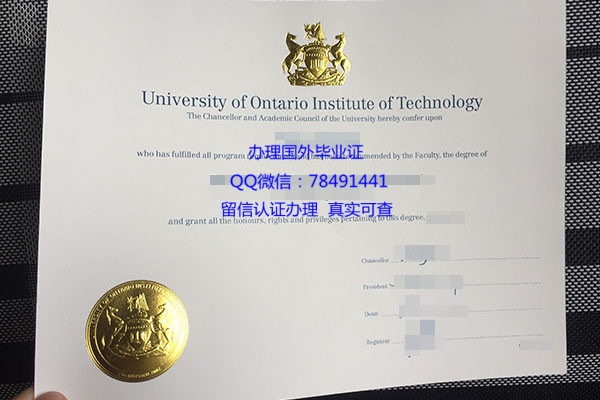 University of Ontario Institute of Technology
The Chancellor and Academic Council of the University hereby confer upon
办理国外毕业证
who has fulfilled all program recommended by the Faculty, the degree of
QQ微信：78491441
留信认证办理 真实可查
and grant all the honours, rights and privileges pertaining to this degree.
Chancellor
President
Dean
Registrar